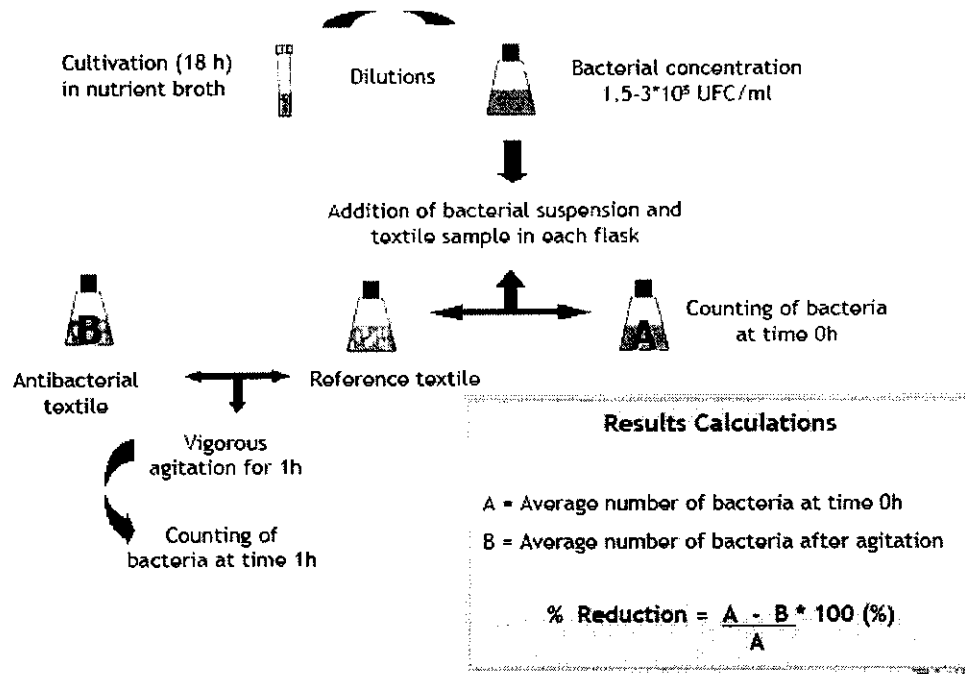 Cultivation (18 h)
in nutrient broth
Dilutions
Bacterial concentration
1,5-3*10⁵ UFC/ml
Addition of bacterial suspension and
textile sample in each flask
B
A
Counting of bacteria
at time 0h
Antibacterial
textile
Reference textile
Vigorous
agitation for 1h
Counting of
bacteria at time 1h
Results Calculations
A = Average number of bacteria at time 0h
B = Average number of bacteria after agitation
% Reduction = A - B * 100 (%)
A